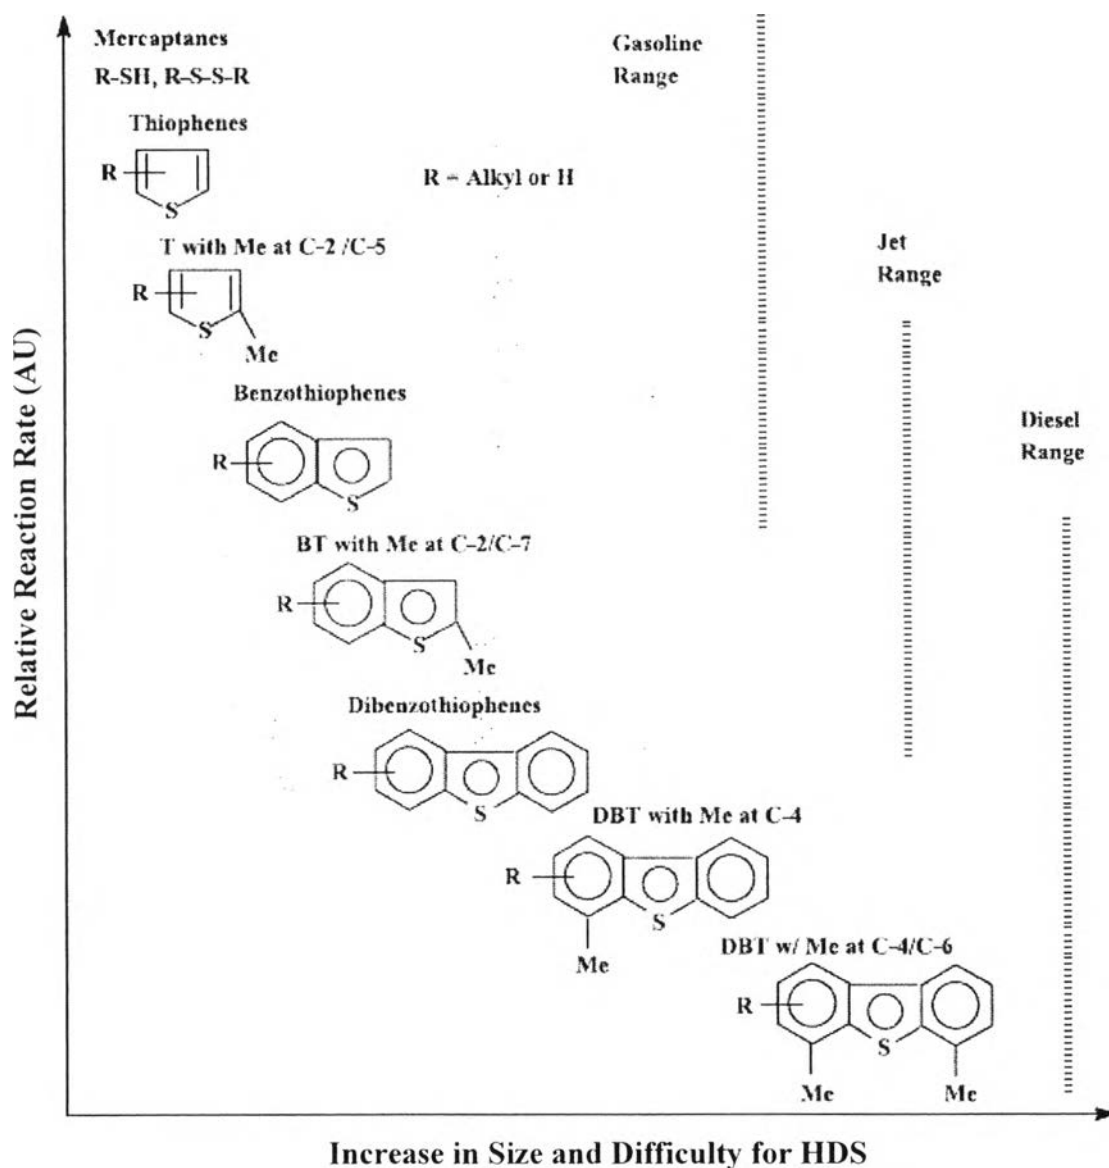 Mercaptanes
R-SH, R-S-S-R
Gasoline
Range
Thiophenes
R
S
R = Alkyl or H
T with Me at C-2 /C-5
R
S
Me
Jet
Range
Benzothiophenes
R
S
Diesel
Range
BT with Me at C-2/C-7
R
S
Me
Dibenzothiophenes
R
S
DBT with Me at C-4
R
S
Me
DBT w/ Me at C-4/C-6
R
S
Me
Me
Relative Reaction Rate (AU)
Increase in Size and Difficulty for HDS